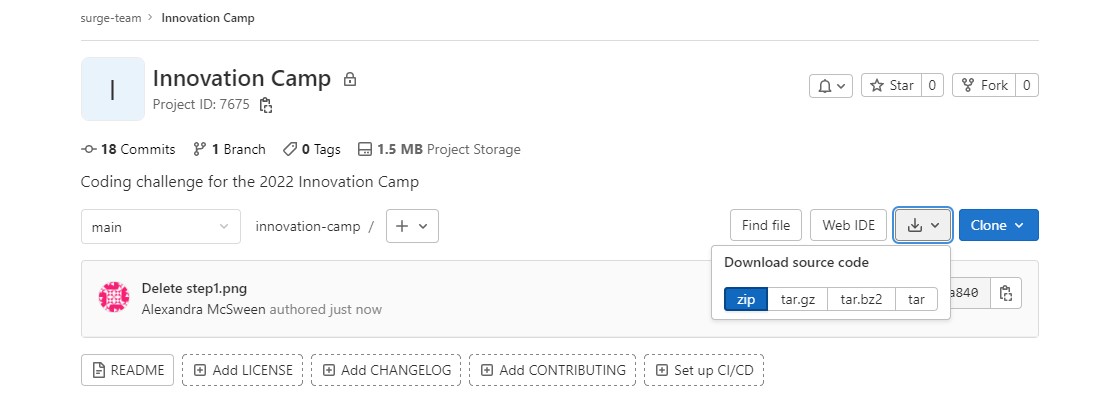 surge-team > Innovation Camp
I
Innovation Camp
Project ID: 7675
18 Commits 1 Branch 0 Tags 1.5 MB Project Storage
Star 0 Fork 0
Coding challenge for the 2022 Innovation Camp
main innovation-camp / + Find file Web IDE Clone
Download source code
zip tar.gz tar.bz2 tar
Delete step1.png
Alexandra McSween authored just now
a840
README Add LICENSE Add CHANGELOG Add CONTRIBUTING Set up CI/CD